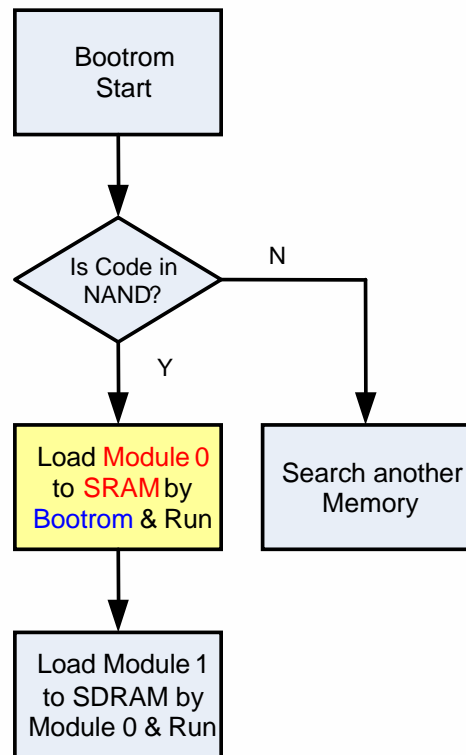 Bootrom
Start
Is Code in
NAND?
N
Y
Load Module 0
to SRAM by
Bootrom & Run
Search another
Memory
Load Module 1
to SDRAM by
Module 0 & Run